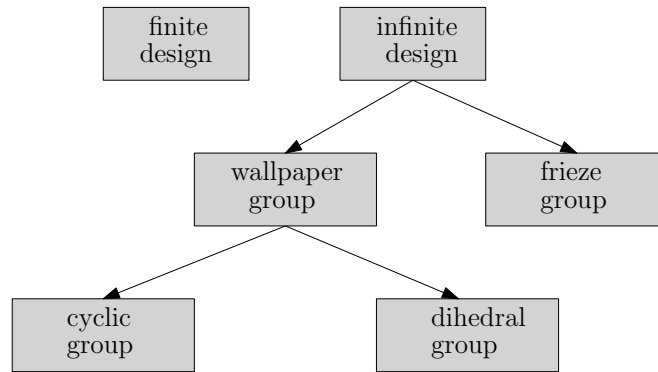 finite
design
infinite
design
wallpaper
group
frieze
group
cyclic
group
dihedral
group